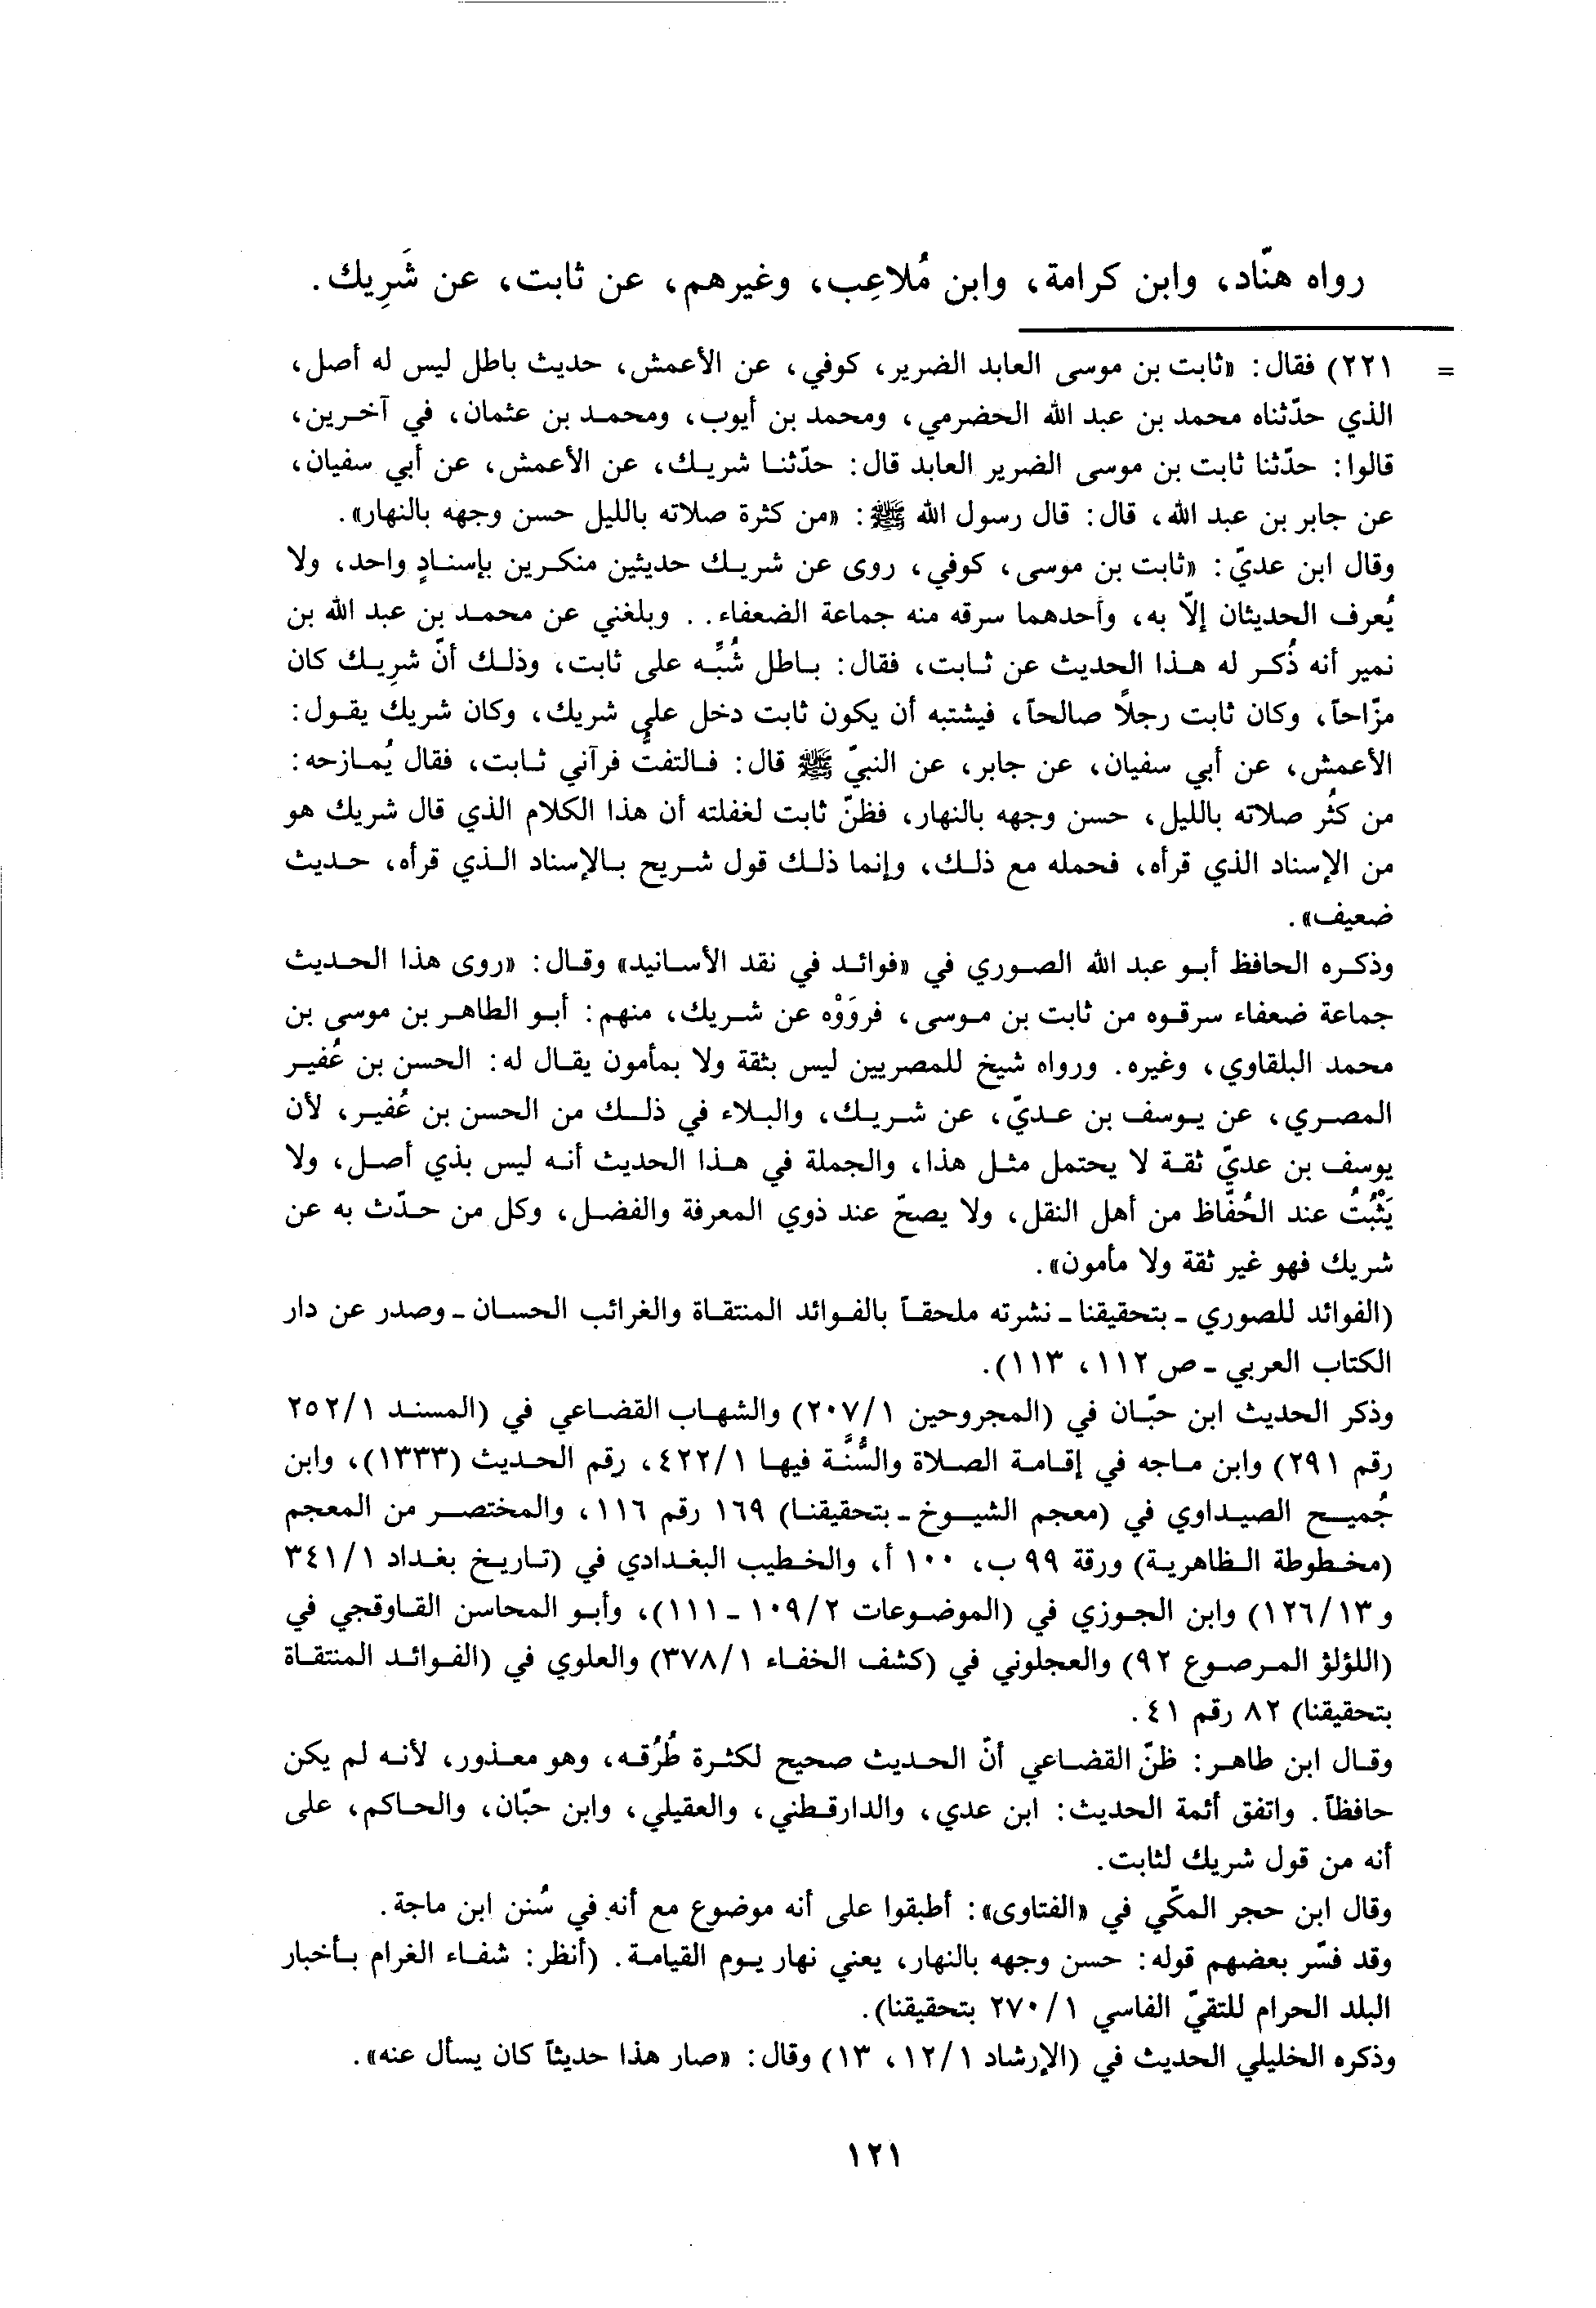 رواه هنّاد، وابن كرامة، وابن مُلاعِب، وغيرهم، عن ثابت، عن شَرِيك.
= ٢٢١) فقال: «ثابت بن موسى العابد الضرير، كوفي، عن الأعمش، حديث باطل ليس له أصل،
الذي حدّثناه محمد بن عبد الله الحضرمي، ومحمد بن أيوب، ومحمد بن عثمان، في آخرين،
قالوا: حدّثنا ثابت بن موسى الضرير العابد قال: حدّثنا شريك، عن الأعمش، عن أبي سفيان،
عن جابر بن عبد الله، قال: قال رسول الله ﷺ: «من كثرة صلاته بالليل حسن وجهه بالنهار».
وقال ابن عديّ: «ثابت بن موسى، كوفي، روى عن شريك حديثين منكرين بإسنادٍ واحد، ولا
يُعرف الحديثان إلّا به، وأحدهما سرقه منه جماعة الضعفاء.. وبلغني عن محمد بن عبد الله بن
نمير أنه ذُكر له هذا الحديث عن ثابت، فقال: باطل شُبِّه على ثابت، وذلك أنّ شرِيك كان
مزّاحاً، وكان ثابت رجلاً صالحاً، فيشتبه أن يكون ثابت دخل على شريك، وكان شريك يقول:
الأعمش، عن أبي سفيان، عن جابر، عن النبيّ ﷺ قال: فالتفتُّ فرآني ثابت، فقال يُمازحه:
من كثُر صلاته بالليل، حسن وجهه بالنهار، فظنّ ثابت لغفلته أن هذا الكلام الذي قال شريك هو
من الإسناد الذي قرأه، فحمله مع ذلك، وإنما ذلك قول شريح بالإسناد الذي قرأه، حديث
ضعيف».
وذكره الحافظ أبو عبد الله الصوري في «فوائد في نقد الأسانيد» وقال: «روى هذا الحديث
جماعة ضعفاء سرقوه من ثابت بن موسى، فروَوْه عن شريك، منهم: أبو الطاهر بن موسى بن
محمد البلقاوي، وغيره. ورواه شيخ للمصريين ليس بثقة ولا بمأمون يقال له: الحسن بن عُفير
المصري، عن يوسف بن عديّ، عن شريك، والبلاء في ذلك من الحسن بن عُفير، لأن
يوسف بن عديّ ثقة لا يحتمل مثل هذا، والجملة في هذا الحديث أنه ليس بذي أصل، ولا
يَثْبُتُ عند الحُفّاظ من أهل النقل، ولا يصحّ عند ذوي المعرفة والفضل، وكل من حدّث به عن
شريك فهو غير ثقة ولا مأمون».
(الفوائد للصوري - بتحقيقنا - نشرته ملحقاً بالفوائد المنتقاة والغرائب الحسان - وصدر عن دار
الكتاب العربي - ص ١١٢، ١١٣).
وذكر الحديث ابن حبّان في (المجروحين ٢٠٧/١) والشهاب القضاعي في (المسند ٢٥٢/١
رقم ٢٩١) وابن ماجه في إقامة الصلاة والسُّنَّة فيها ٤٢٢/١، رقم الحديث (١٣٣٣)، وابن
جُميح الصيداوي في (معجم الشيوخ - بتحقيقنا) ١٦٩ رقم ١١٦، والمختصر من المعجم
(مخطوطة الظاهرية) ورقة ٩٩ ب، ١٠٠ أ، والخطيب البغدادي في (تاريخ بغداد ٣٤١/١
و ١٢٦/١٣) وابن الجوزي في (الموضوعات ١٠٩/٢ - ١١١)، وأبو المحاسن القاوقجي في
(اللؤلؤ المرصوع ٩٢) والعجلوني في (كشف الخفاء ٣٧٨/١) والعلوي في (الفوائد المنتقاة
بتحقيقنا) ٨٢ رقم ٤١.
وقال ابن طاهر: ظنّ القضاعي أنّ الحديث صحيح لكثرة طُرُقه، وهو معذور، لأنه لم يكن
حافظاً. واتفق أئمة الحديث: ابن عدي، والدارقطني، والعقيلي، وابن حبّان، والحاكم، على
أنه من قول شريك لثابت.
وقال ابن حجر المكّي في «الفتاوى»: أطبقوا على أنه موضوع مع أنه في سُنن ابن ماجة.
وقد فسّر بعضهم قوله: حسن وجهه بالنهار، يعني نهار يوم القيامة. (أنظر: شفاء الغرام بأخبار
البلد الحرام للتقيّ الفاسي ٢٧٠/١ بتحقيقنا).
وذكره الخليلي الحديث في (الإرشاد ١٢/١، ١٣) وقال: «صار هذا حديثاً كان يسأل عنه».
١٢١